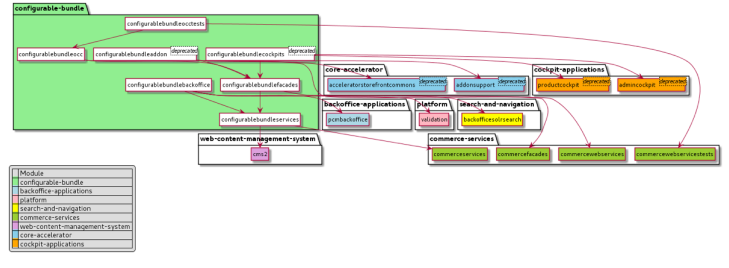 configurable-bundle
configurablebundleocctests
configurablebundleocc
configurablebundleaddon
deprecated
configurablebundlecockpits
deprecated
core-accelerator
acceleratorstorefrontcommons
deprecated
addonsupport
deprecated
cockpit-applications
productcockpit
deprecated
admincockpit
deprecated
configurablebundlebackoffice
configurablebundlefacades
configurablebundleservices
backoffice-applications
pcmbackoffice
platform
validation
search-and-navigation
backofficesolrsearch
web-content-management-system
cms2
commerce-services
commerceservices
commercefacades
commercewebservices
commercewebservicestests
Module
configurable-bundle
backoffice-applications
platform
search-and-navigation
commerce-services
web-content-management-system
core-accelerator
cockpit-applications